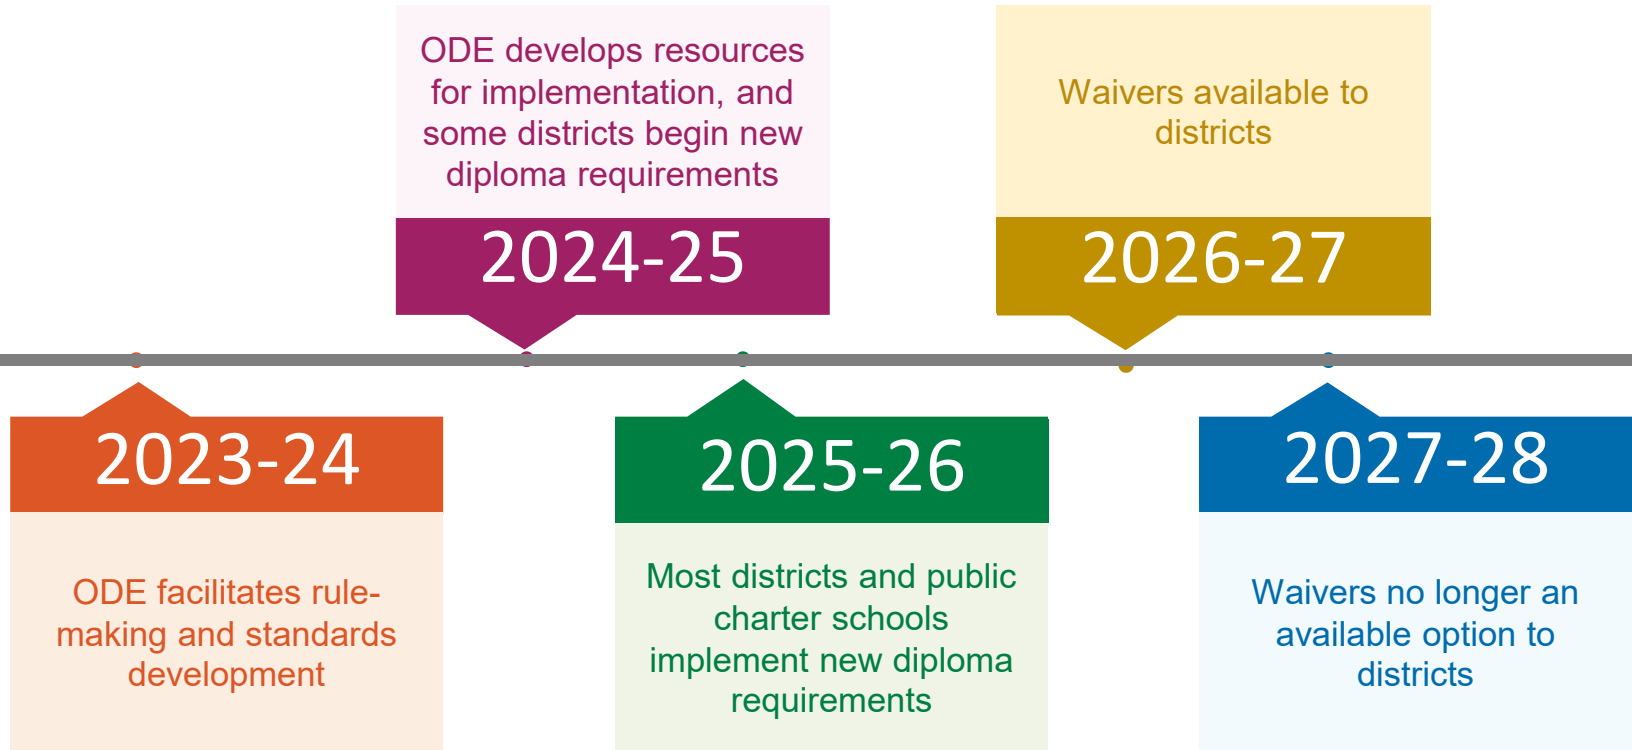 ODE develops resources
for implementation, and
some districts begin new
diploma requirements
2024-25
Waivers available to
districts
2026-27
2023-24
ODE facilitates rule-
making and standards
development
2025-26
Most districts and public
charter schools
implement new diploma
requirements
2027-28
Waivers no longer an
available option to
districts